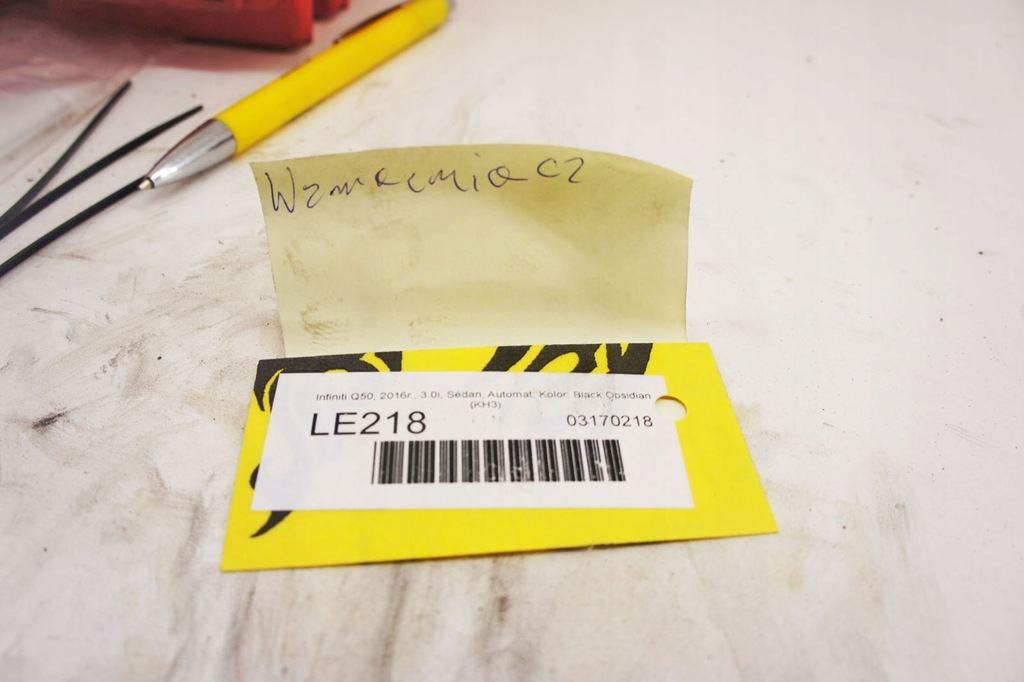 Wzmacniacz
Infiniti Q50, 2016r., 3.0i, Sedan, Automat, Kolor: Black Obsidian
(KH3)
LE218 03170218